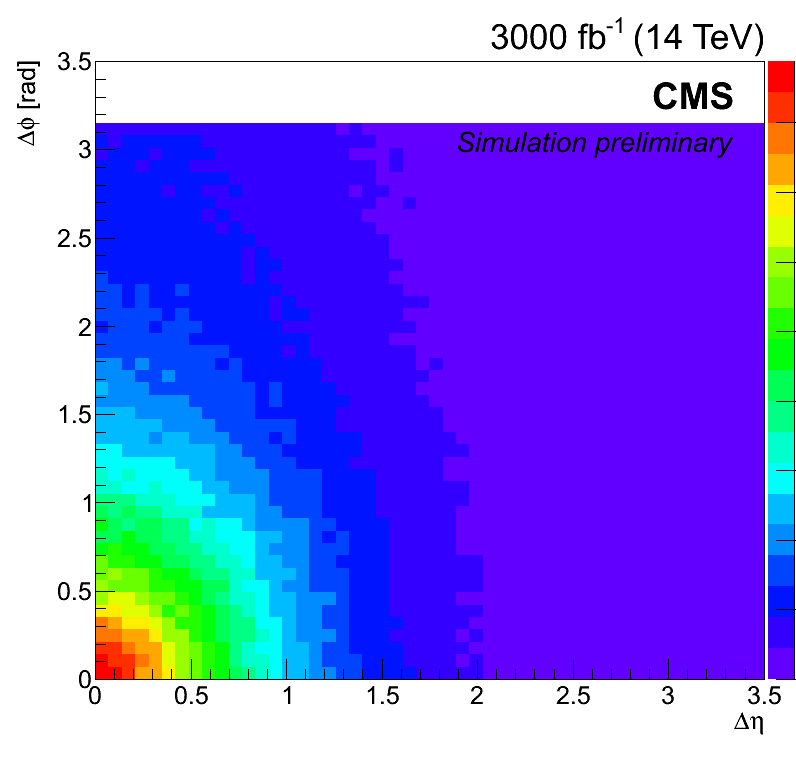 3000 fb-1 (14 TeV)
CMS
Simulation preliminary
Δϕ [rad]
3.5
3
2.5
2
1.5
1
0.5
0
0 0.5 1 1.5 2 2.5 3 3.5
Δη